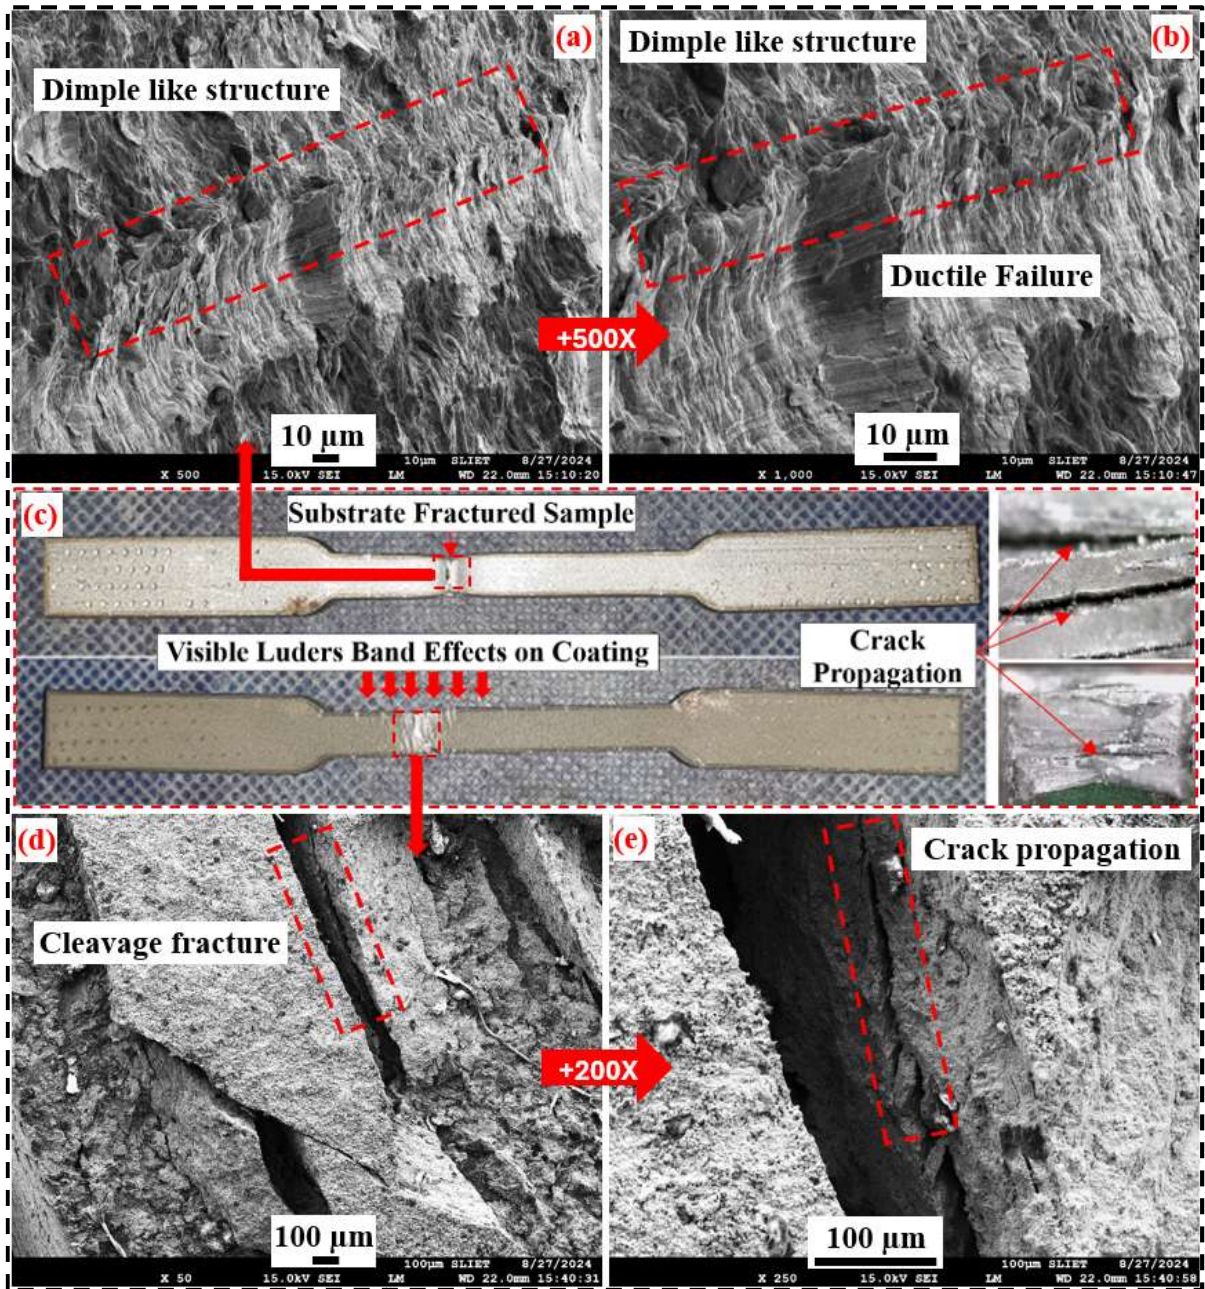 (a)
Dimple like structure
10 μm
10μm SLIET 8/27/2024
X 500 15.0kV SEI LM WD 22.0mm 15:10:20
(b)
Dimple like structure
Ductile Failure
+500X
10 μm
10μm SLIET 8/27/2024
X 1,000 15.0kV SEI LM WD 22.0mm 15:10:47
(c)
Substrate Fractured Sample
Visible Luders Band Effects on Coating
Crack
Propagation
(d)
Cleavage fracture
100 μm
100μm SLIET 8/27/2024
X 50 15.0kV SEI LM WD 22.0mm 15:40:31
(e)
Crack propagation
+200X
100 μm
100μm SLIET 8/27/2024
X 250 15.0kV SEI LM WD 22.0mm 15:40:58